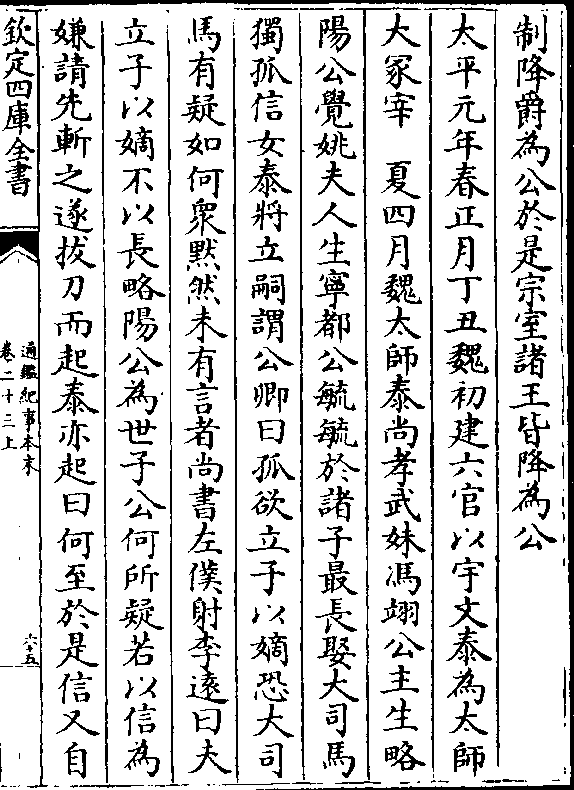 制降爵為公於是宗室諸王皆降為公
太平元年春正月丁丑魏初建六官以宇文泰為太師
大冢宰　夏四月魏太師泰尚孝武妹馮翊公主生略
陽公覺姚夫人生寧都公毓毓於諸子最長娶大司馬
獨孤信女泰將立嗣謂公卿曰孤欲立子以嫡恐大司
馬有疑如何衆默然未有言者尚書左僕射李遠曰夫
立子以嫡不以長略陽公為世子公何所疑若以信為
嫌請先斬之遂拔刀而起泰亦起曰何至於是信又自
欽定四庫全書
通鑑紀事本末
卷二十三上
六十五